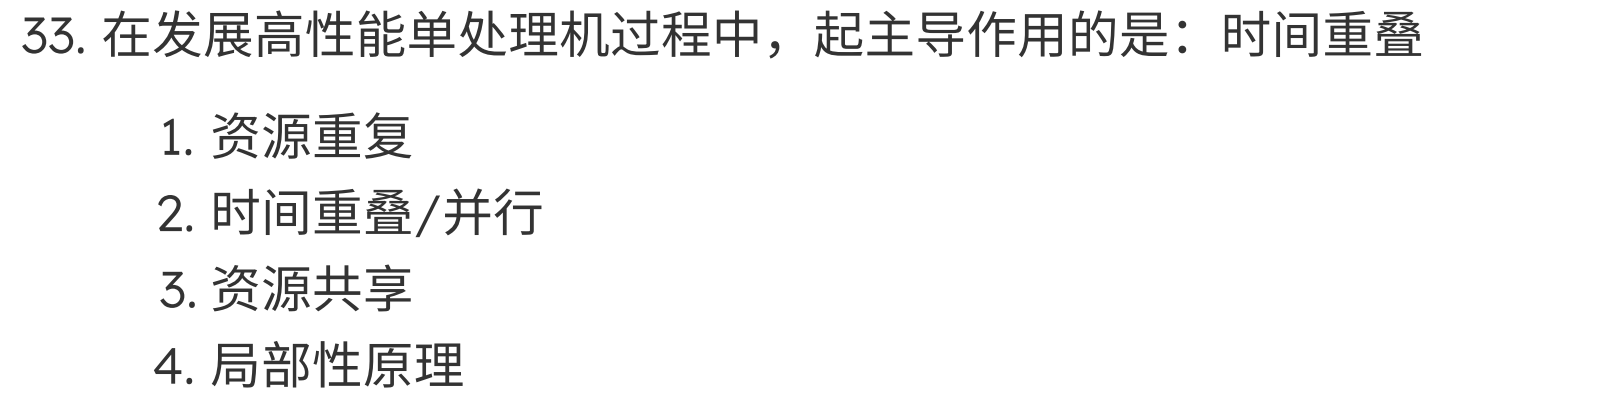 33. 在发展高性能单处理机过程中，起主导作用的是：时间重叠
1. 资源重复
2. 时间重叠/并行
3. 资源共享
4. 局部性原理